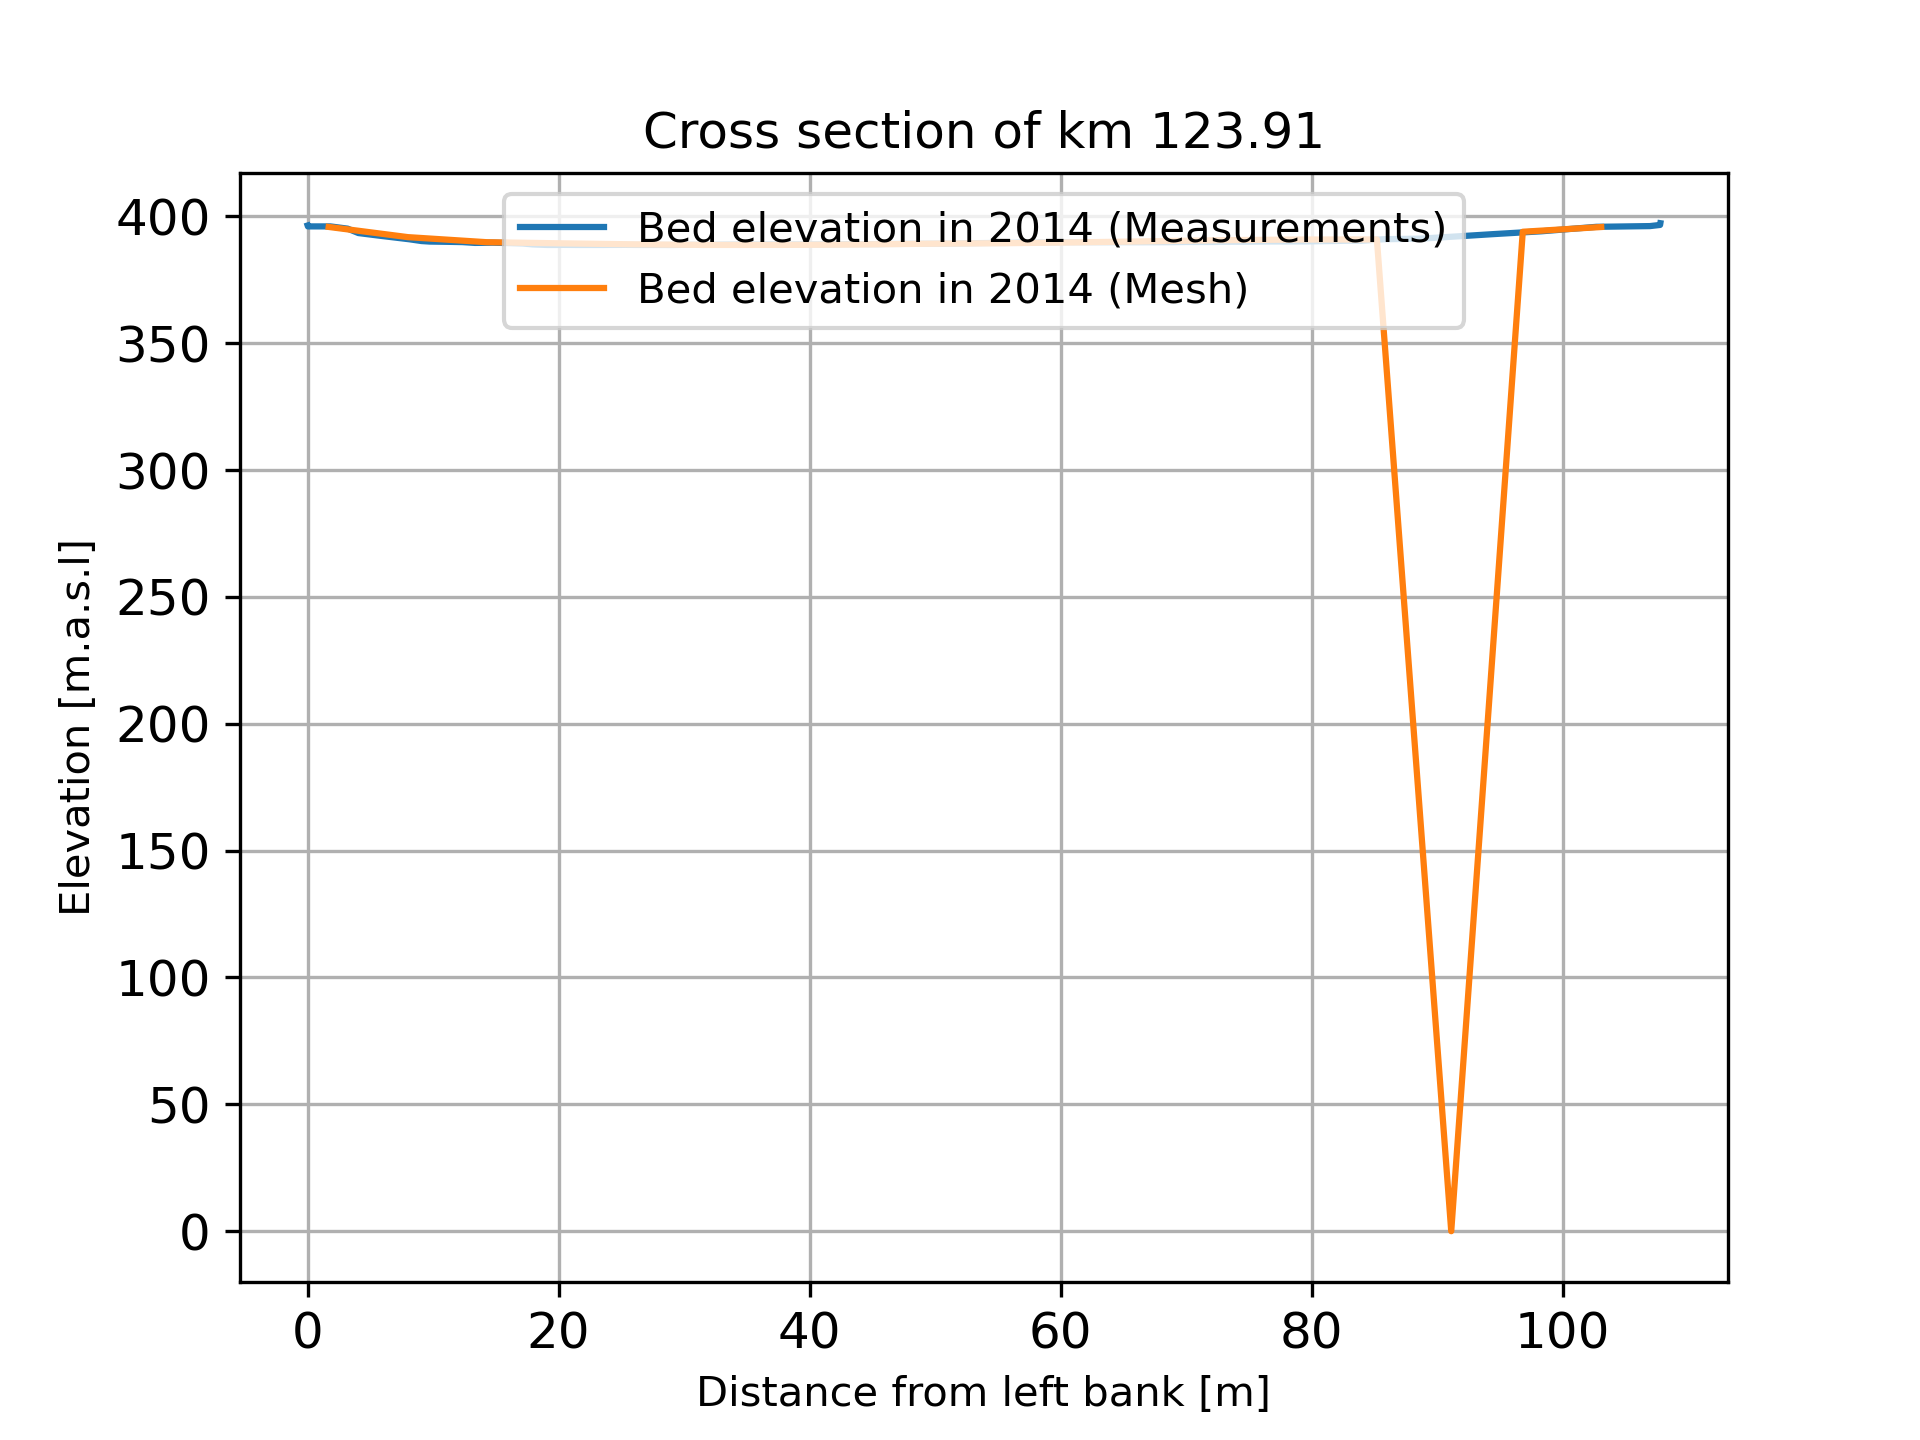 Cross section of km 123.91
Bed elevation in 2014 (Measurements)
Bed elevation in 2014 (Mesh)
Elevation [m.a.s.l]
400
350
300
250
200
150
100
50
0
0 20 40 60 80 100
Distance from left bank [m]